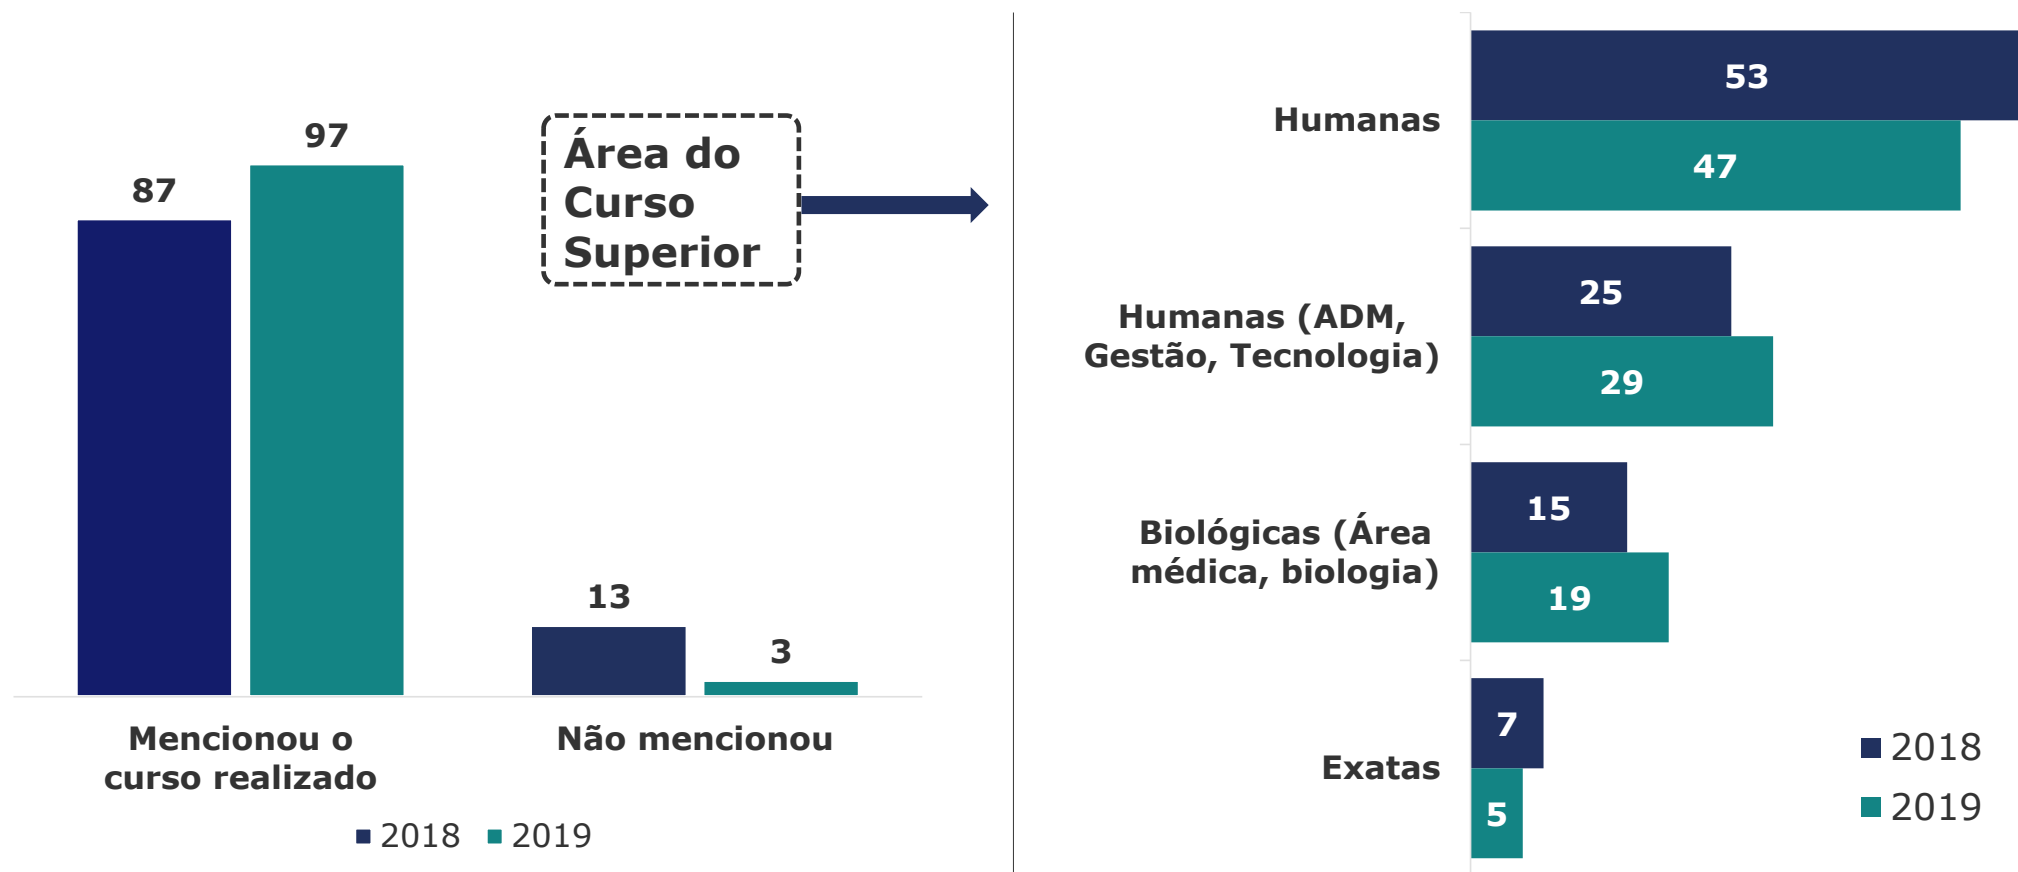 87
97
13
3
Mencionou o
curso realizado
Não mencionou
2018
2019
Área do
Curso
Superior
Humanas
53
47
Humanas (ADM,
Gestão, Tecnologia)
25
29
Biológicas (Área
médica, biologia)
15
19
Exatas
7
5
2018
2019